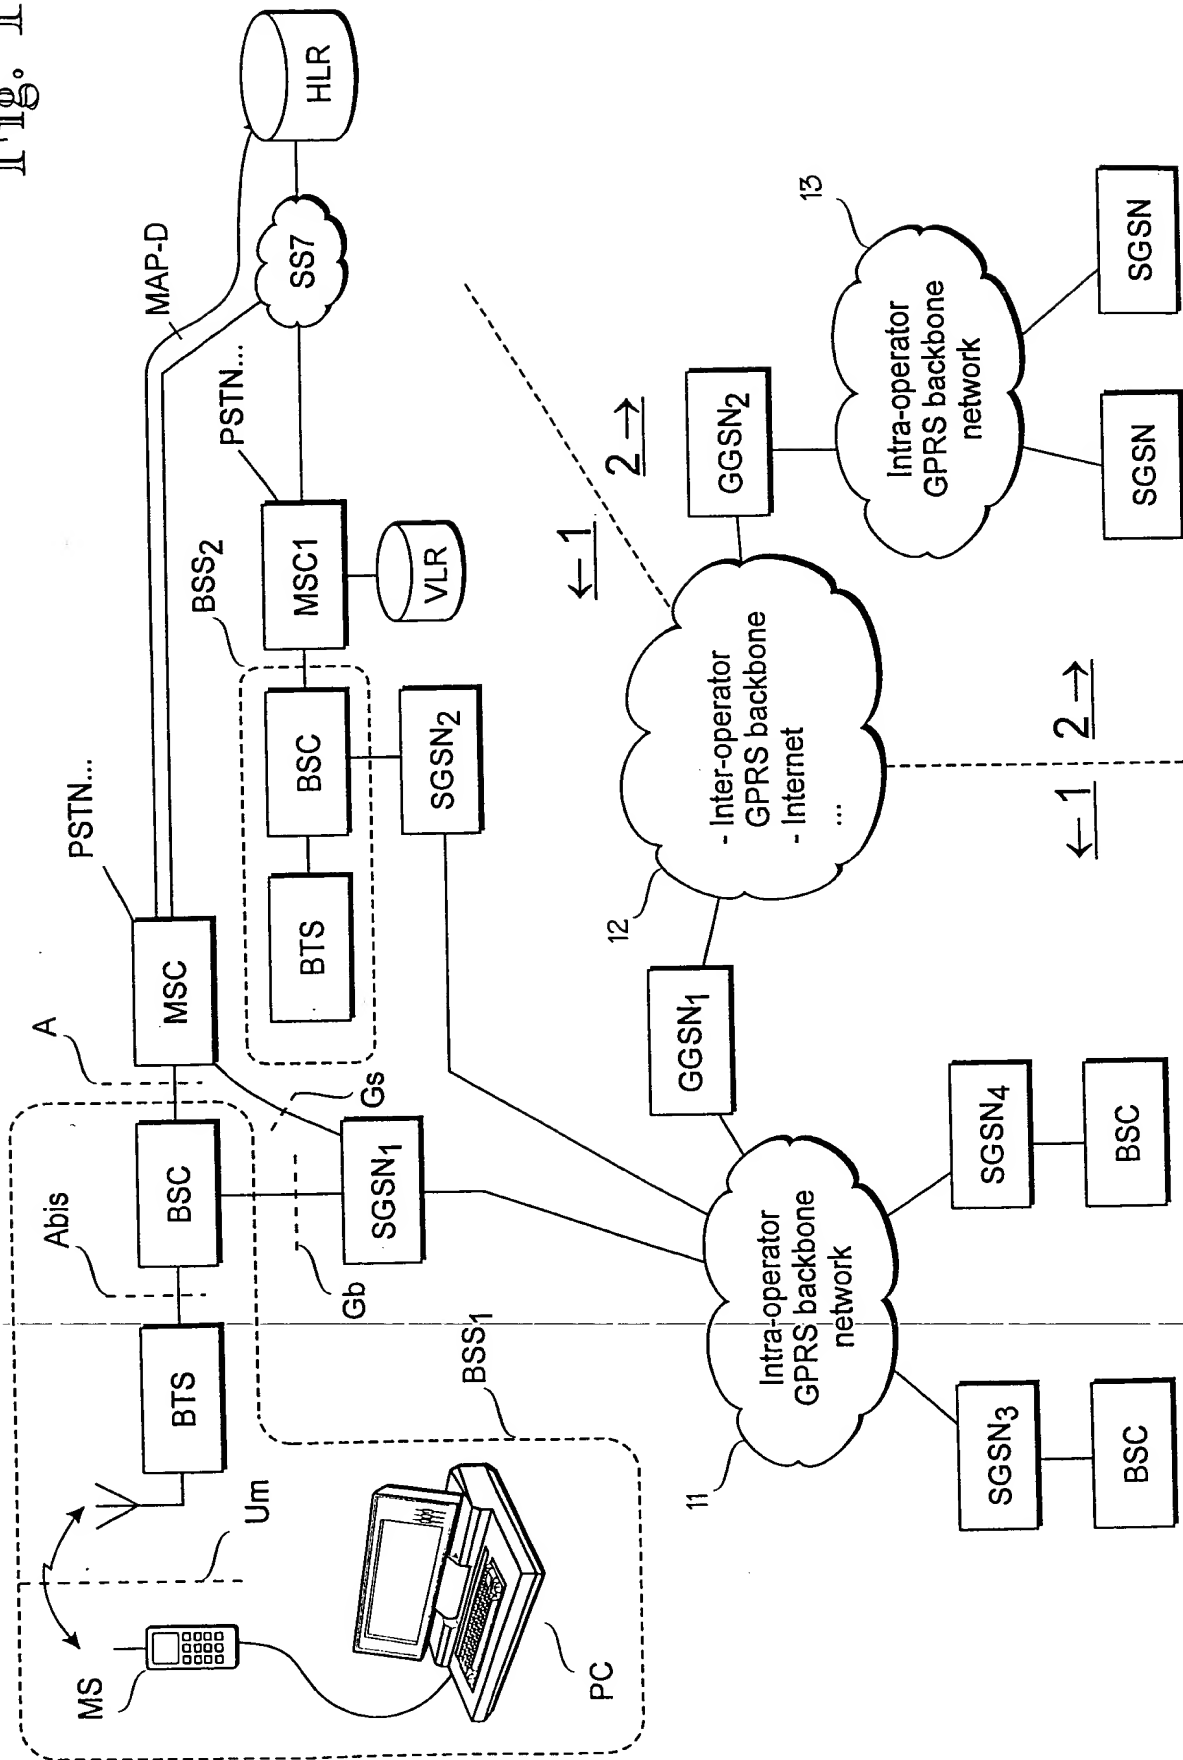 Fig. 1
MS
Um
PC
BTS
Abis
BSC
A
MSC
PSTN...
MAP-D
HLR
SS7
Gb
Gs
SGSN1
BSS1
BSS2
BTS
BSC
MSC1
PSTN...
VLR
SGSN2
11
Intra-operator
GPRS backbone
network
SGSN3
BSC
SGSN4
BSC
GGSN1
12
- Inter-operator
GPRS backbone
- Internet
...
← 1
2 →
← 1
2 →
GGSN2
13
Intra-operator
GPRS backbone
network
SGSN
SGSN